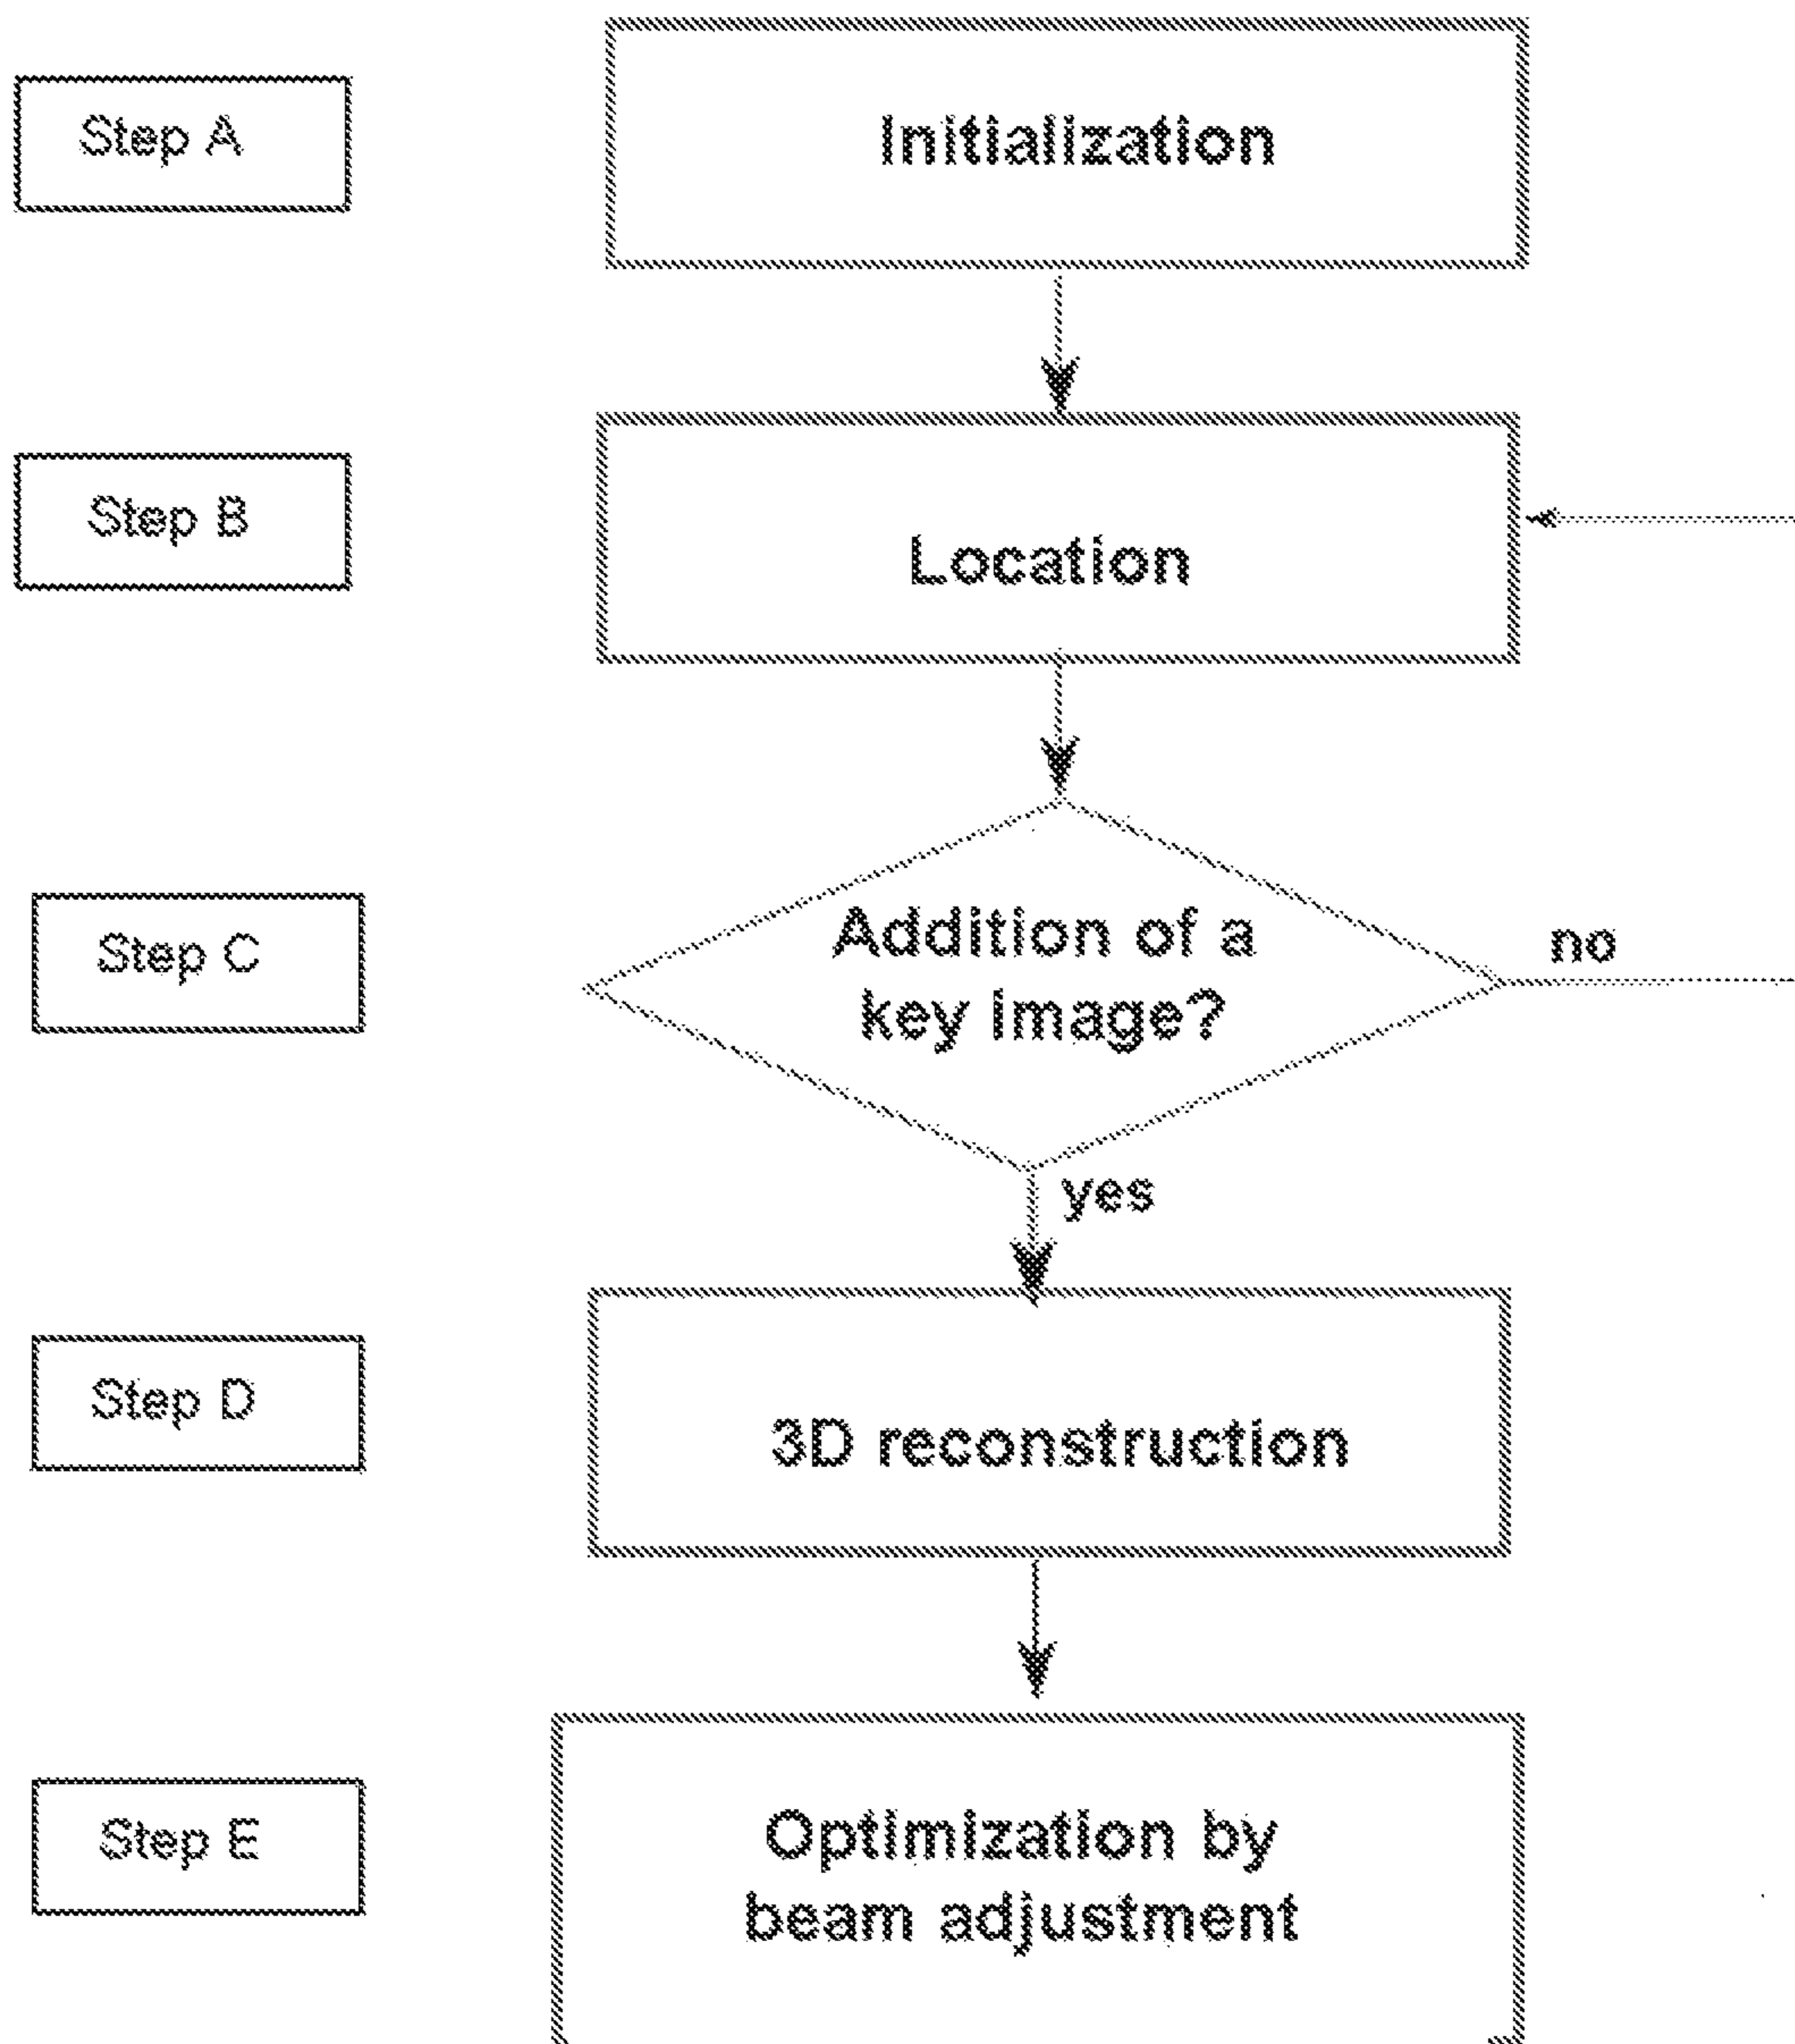 Step A
Initialization
Step B
Location
Step C
Addition of a
key image?
no
yes
Step D
3D reconstruction
Step E
Optimization by
beam adjustment